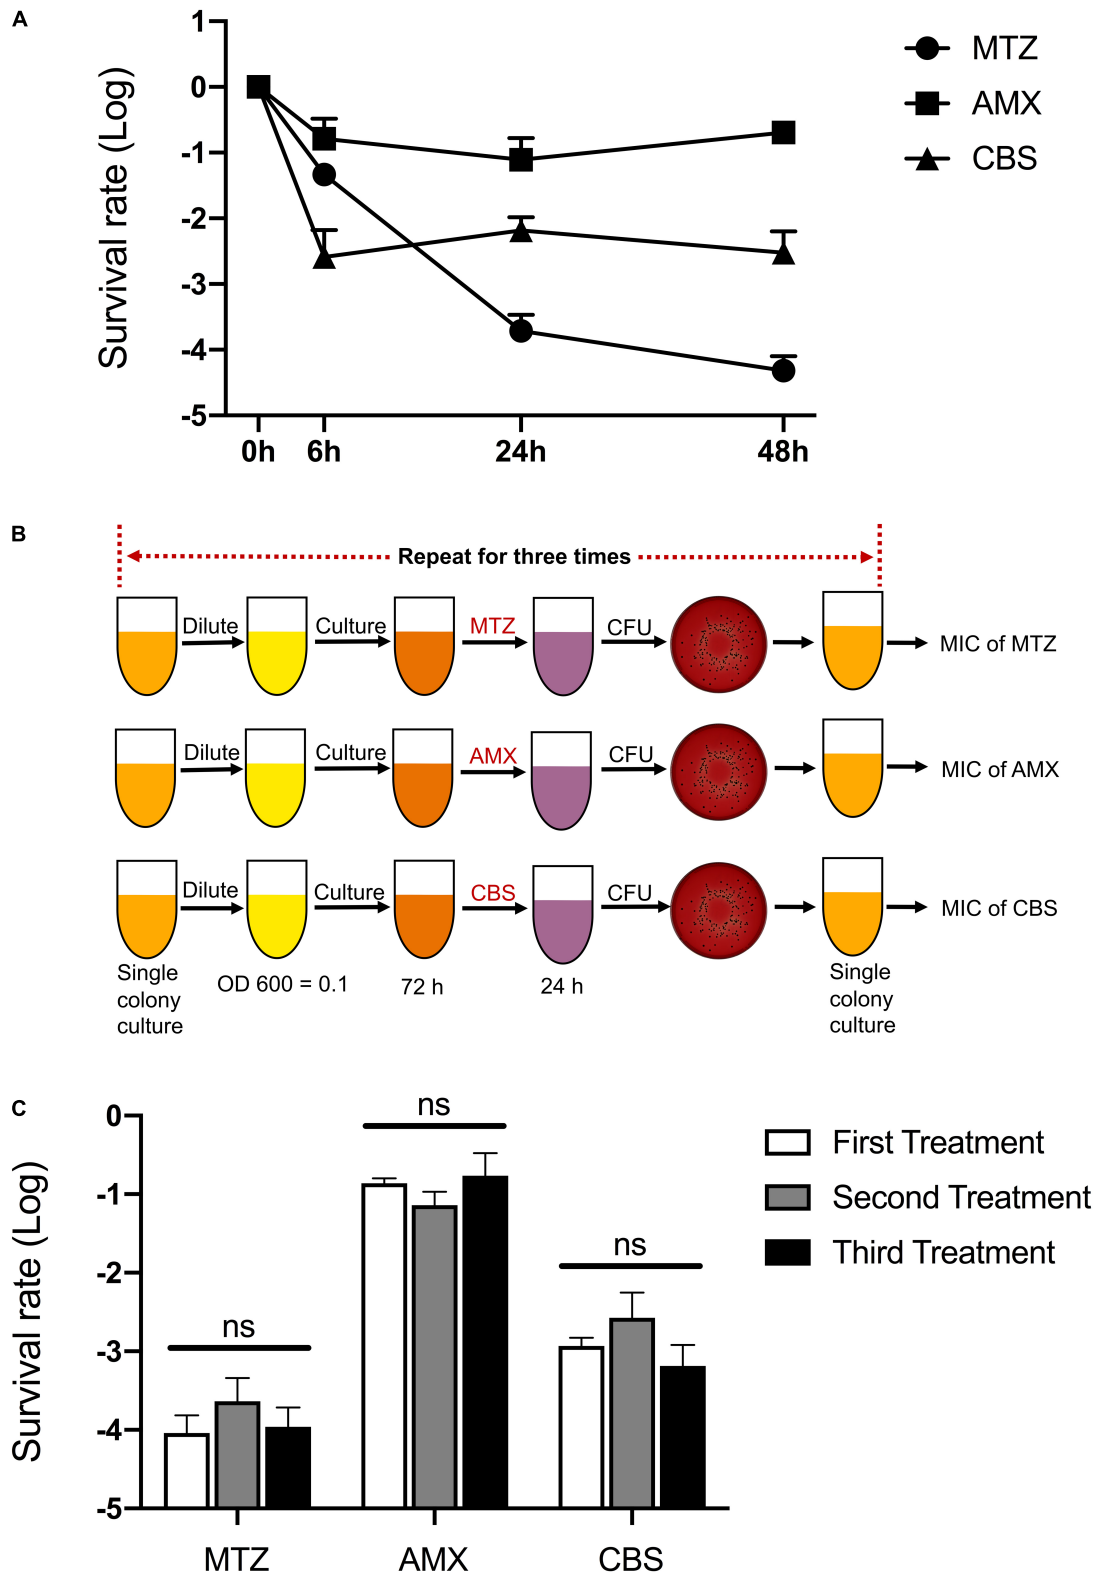 A
1
0
-1
-2
-3
-4
-5
Survival rate (Log)
0h 6h 24h 48h
MTZ
AMX
CBS
B
Repeat for three times
Dilute Culture MTZ CFU MIC of MTZ
Dilute Culture AMX CFU MIC of AMX
Dilute Culture CBS CFU MIC of CBS
Single
colony
culture
OD 600 = 0.1
72 h
24 h
Single
colony
culture
C
0
-1
-2
-3
-4
-5
Survival rate (Log)
ns
ns
ns
MTZ AMX CBS
First Treatment
Second Treatment
Third Treatment